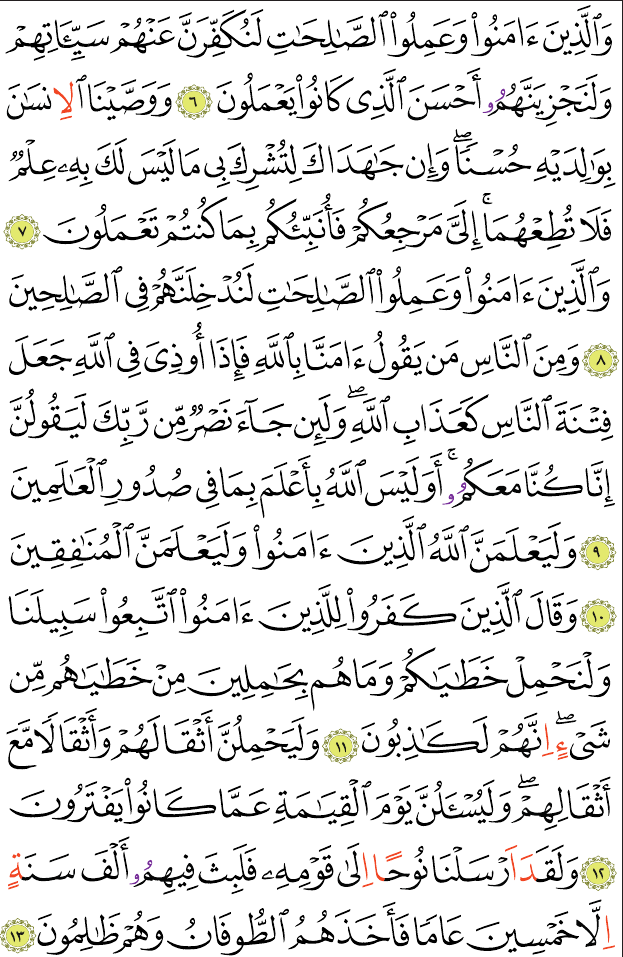 وَٱلَّذِينَ ءَامَنُوا۟ وَعَمِلُوا۟ ٱلصَّـٰلِحَـٰتِ لَنُكَفِّرَنَّ عَنْهُمْ سَيِّـَٔاتِهِمْ
وَلَنَجْزِيَنَّهُمُۥٓ أَحْسَنَ ٱلَّذِى كَانُوا۟ يَعْمَلُونَ ٦ وَوَصَّيْنَا ٱلِانسَـٰنَ
بِوَٰلِدَيْهِ حُسْنًاۖ وَإِن جَـٰهَدَاكَ لِتُشْرِكَ بِى مَا لَيْسَ لَكَ بِهِۦ عِلْمٌ
فَلَا تُطِعْهُمَاۚ إِلَىَّ مَرْجِعُكُمْ فَأُنَبِّئُكُم بِمَا كُنتُمْ تَعْمَلُونَ ٧
وَٱلَّذِينَ ءَامَنُوا۟ وَعَمِلُوا۟ ٱلصَّـٰلِحَـٰتِ لَنُدْخِلَنَّهُمْ فِى ٱلصَّـٰلِحِينَ
٨ وَمِنَ ٱلنَّاسِ مَن يَقُولُ ءَامَنَّا بِٱللَّهِ فَإِذَآ أُوذِىَ فِى ٱللَّهِ جَعَلَ
فِتْنَةَ ٱلنَّاسِ كَعَذَابِ ٱللَّهِۖ وَلَئِن جَآءَ نَصْرٌ مِّن رَّبِّكَ لَيَقُولُنَّ
إِنَّا كُنَّا مَعَكُمُۥٓۚ أَوَلَيْسَ ٱللَّهُ بِأَعْلَمَ بِمَا فِى صُدُورِ ٱلْعَـٰلَمِينَ
٩ وَلَيَعْلَمَنَّ ٱللَّهُ ٱلَّذِينَ ءَامَنُوا۟ وَلَيَعْلَمَنَّ ٱلْمُنَـٰفِقِينَ
١٠ وَقَالَ ٱلَّذِينَ كَفَرُوا۟ لِلَّذِينَ ءَامَنُوا۟ ٱتَّبِعُوا۟ سَبِيلَنَا
وَلْنَحْمِلْ خَطَـٰيَـٰكُمْ وَمَا هُم بِحَـٰمِلِينَ مِنْ خَطَـٰيَـٰهُم مِّن
شَىْءٍۖ اِنَّهُمْ لَكَـٰذِبُونَ ١١ وَلَيَحْمِلُنَّ أَثْقَالَهُمْ وَأَثْقَالًا مَّعَ
أَثْقَالِهِمْۖ وَلَيُسْـَٔلُنَّ يَوْمَ ٱلْقِيَـٰمَةِ عَمَّا كَانُوا۟ يَفْتَرُونَ
١٢ وَلَقَدَ اَرْسَلْنَا نُوحًا اِلَىٰ قَوْمِهِۦ فَلَبِثَ فِيهِمُۥٓ أَلْفَ سَنَةٍ
اِلَّا خَمْسِينَ عَامًا فَأَخَذَهُمُ ٱلطُّوفَانُ وَهُمْ ظَـٰلِمُونَ ١٣